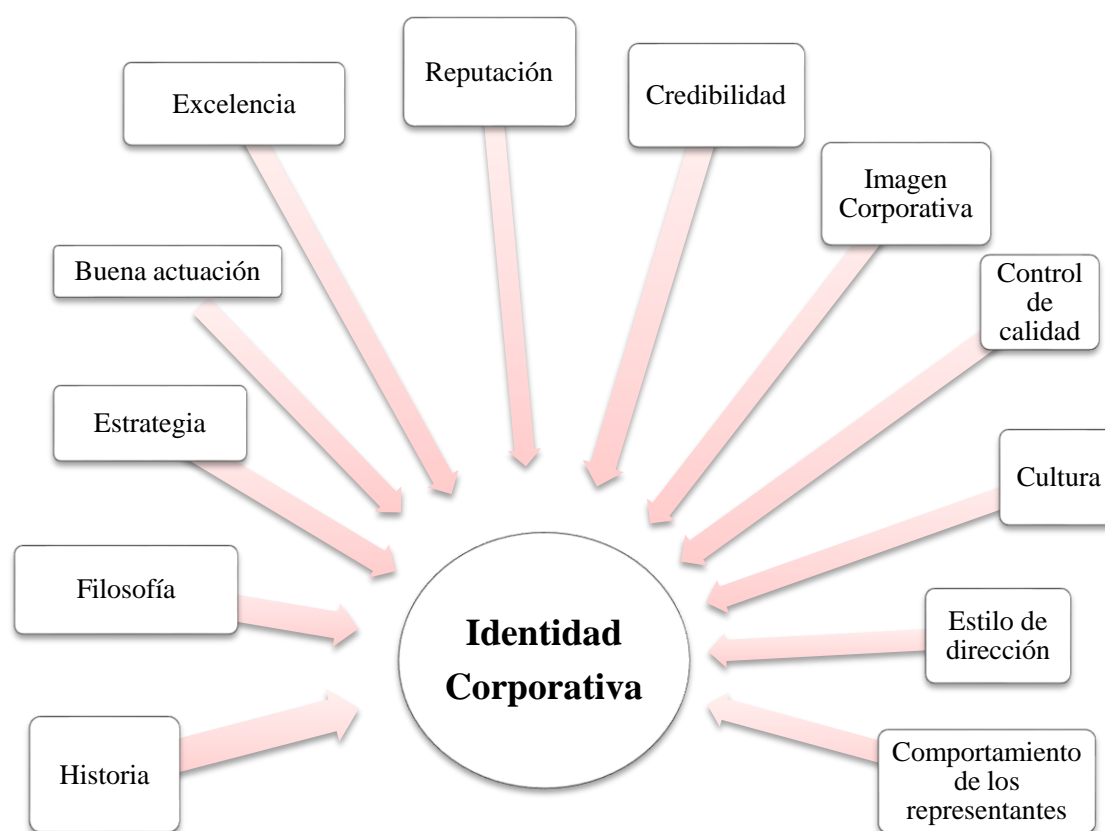 Reputación
Credibilidad
Excelencia
Imagen
Corporativa
Buena actuación
Control
de
calidad
Estrategia
Cultura
Filosofía
Estilo de
dirección
Identidad
Corporativa
Historia
Comportamiento
de los
representantes